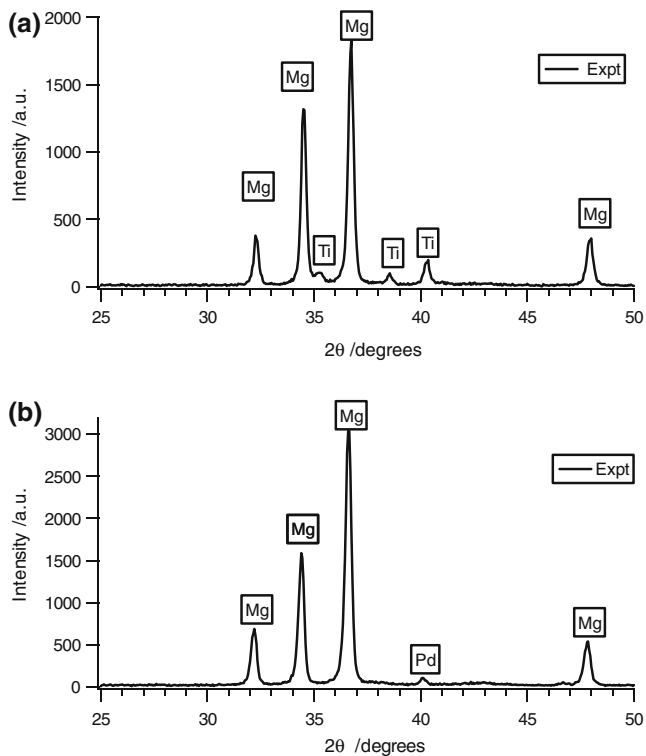 (a)
2000
1500
1000
500
0
Intensity /a.u.
Mg
Mg
Ti
Mg
Ti
Ti
Mg
Expt
25 30 35 40 45 50
2θ /degrees
(b)
3000
2500
2000
1500
1000
500
0
Intensity /a.u.
Mg
Mg
Mg
Pd
Mg
Expt
25 30 35 40 45 50
2θ /degrees